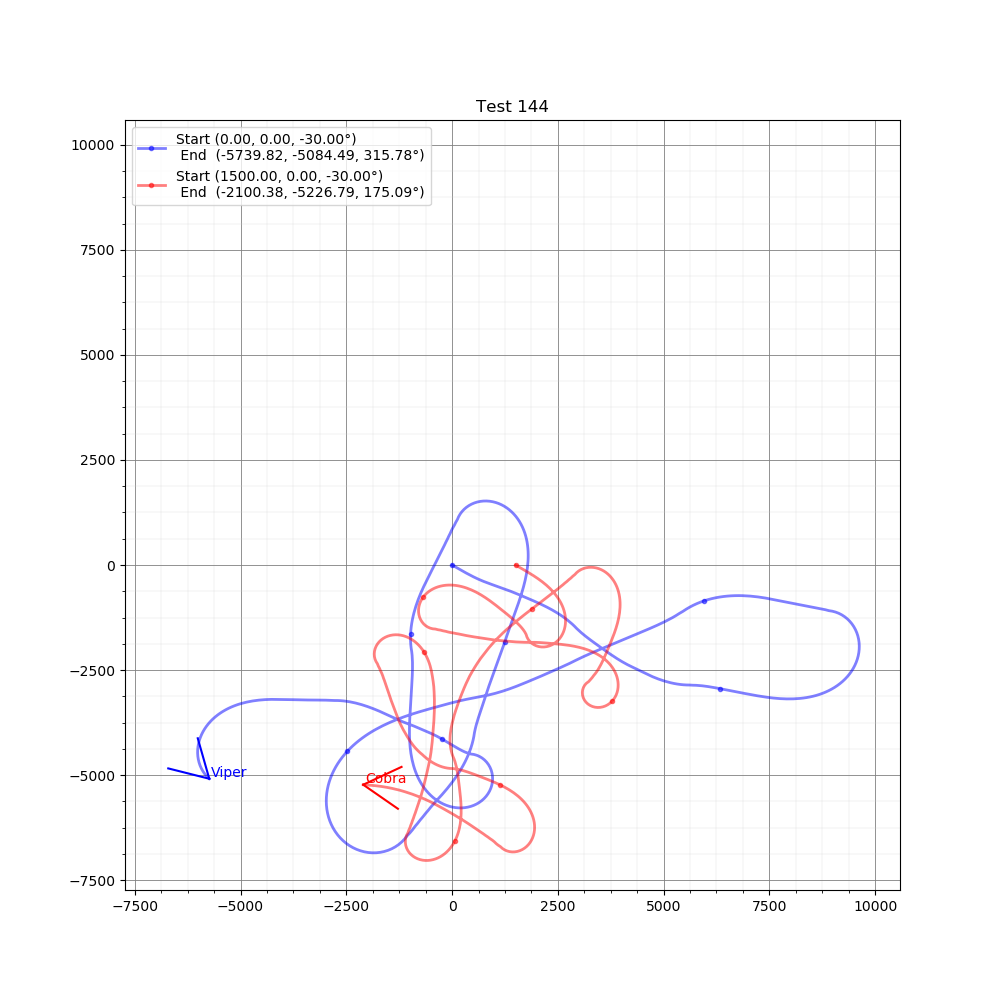 Test 144
Start (0.00, 0.00, -30.00°)
End  (-5739.82, -5084.49, 315.78°)
Start (1500.00, 0.00, -30.00°)
End  (-2100.38, -5226.79, 175.09°)
10000
7500
5000
2500
0
−2500
−5000
−7500
Viper
Cobra
−7500
−5000
−2500
0
2500
5000
7500
10000